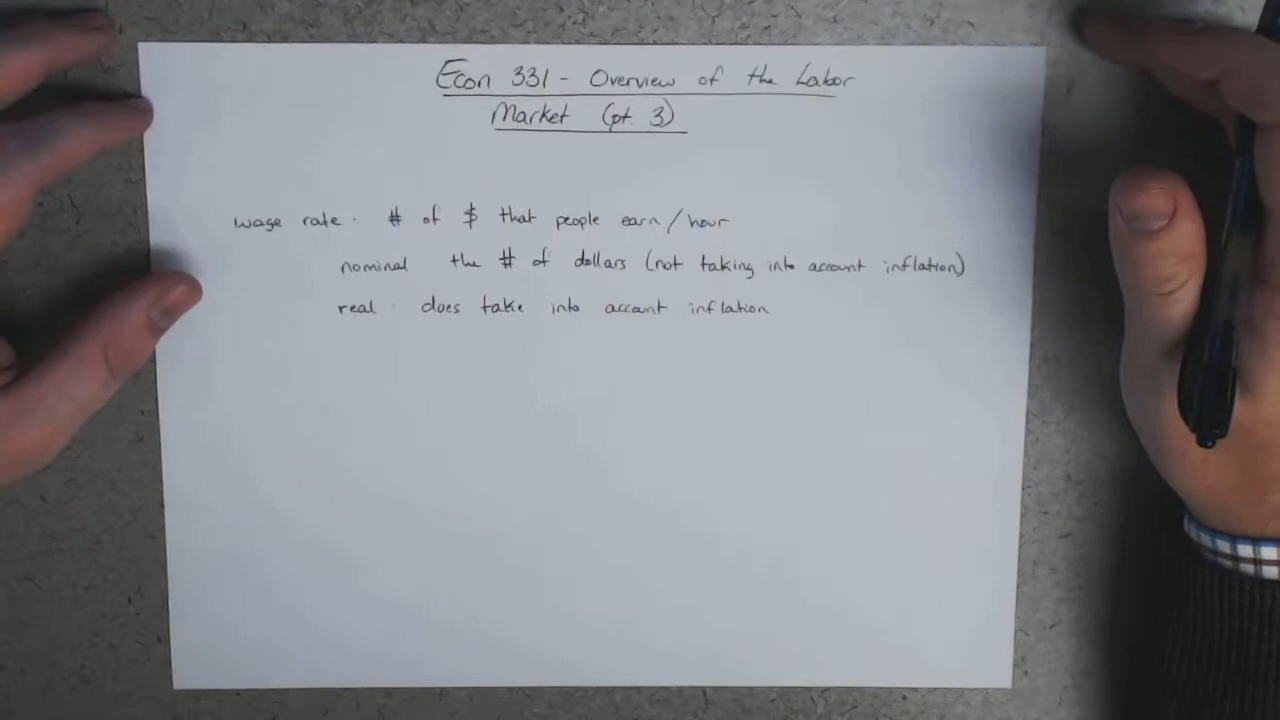 Econ 331 - Overview of the Labor
Market (pt. 3)
wage rate: # of $ that people earn/hour
nominal the # of dollars (not taking into account inflation)
real: does take into account inflation